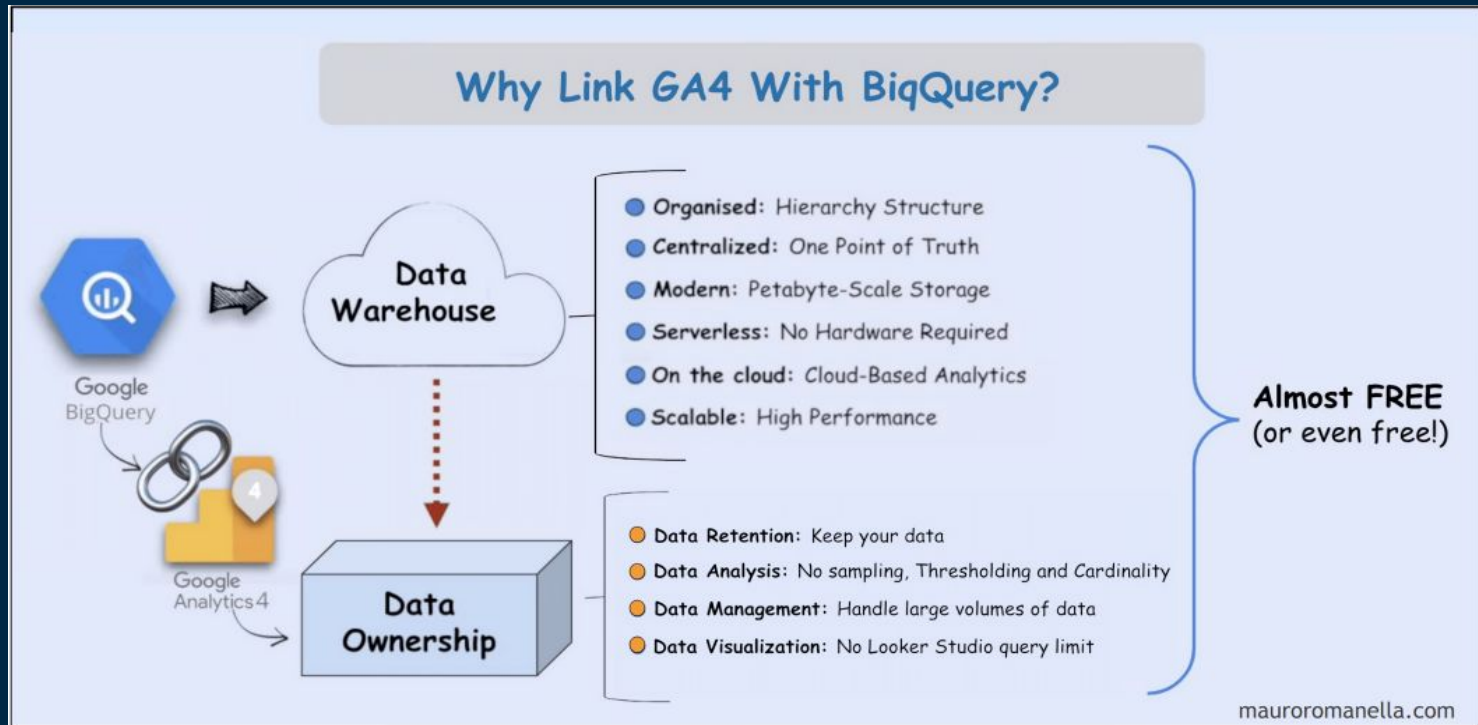 Why Link GA4 With BiqQuery?
Data
Warehouse
Organised: Hierarchy Structure
Centralized: One Point of Truth
Modern: Petabyte-Scale Storage
Serverless: No Hardware Required
On the cloud: Cloud-Based Analytics
Scalable: High Performance
Google
BigQuery
Almost FREE
(or even free!)
4
Google
Analytics 4
Data
Ownership
Data Retention: Keep your data
Data Analysis: No sampling, Thresholding and Cardinality
Data Management: Handle large volumes of data
Data Visualization: No Looker Studio query limit
mauroromanella.com